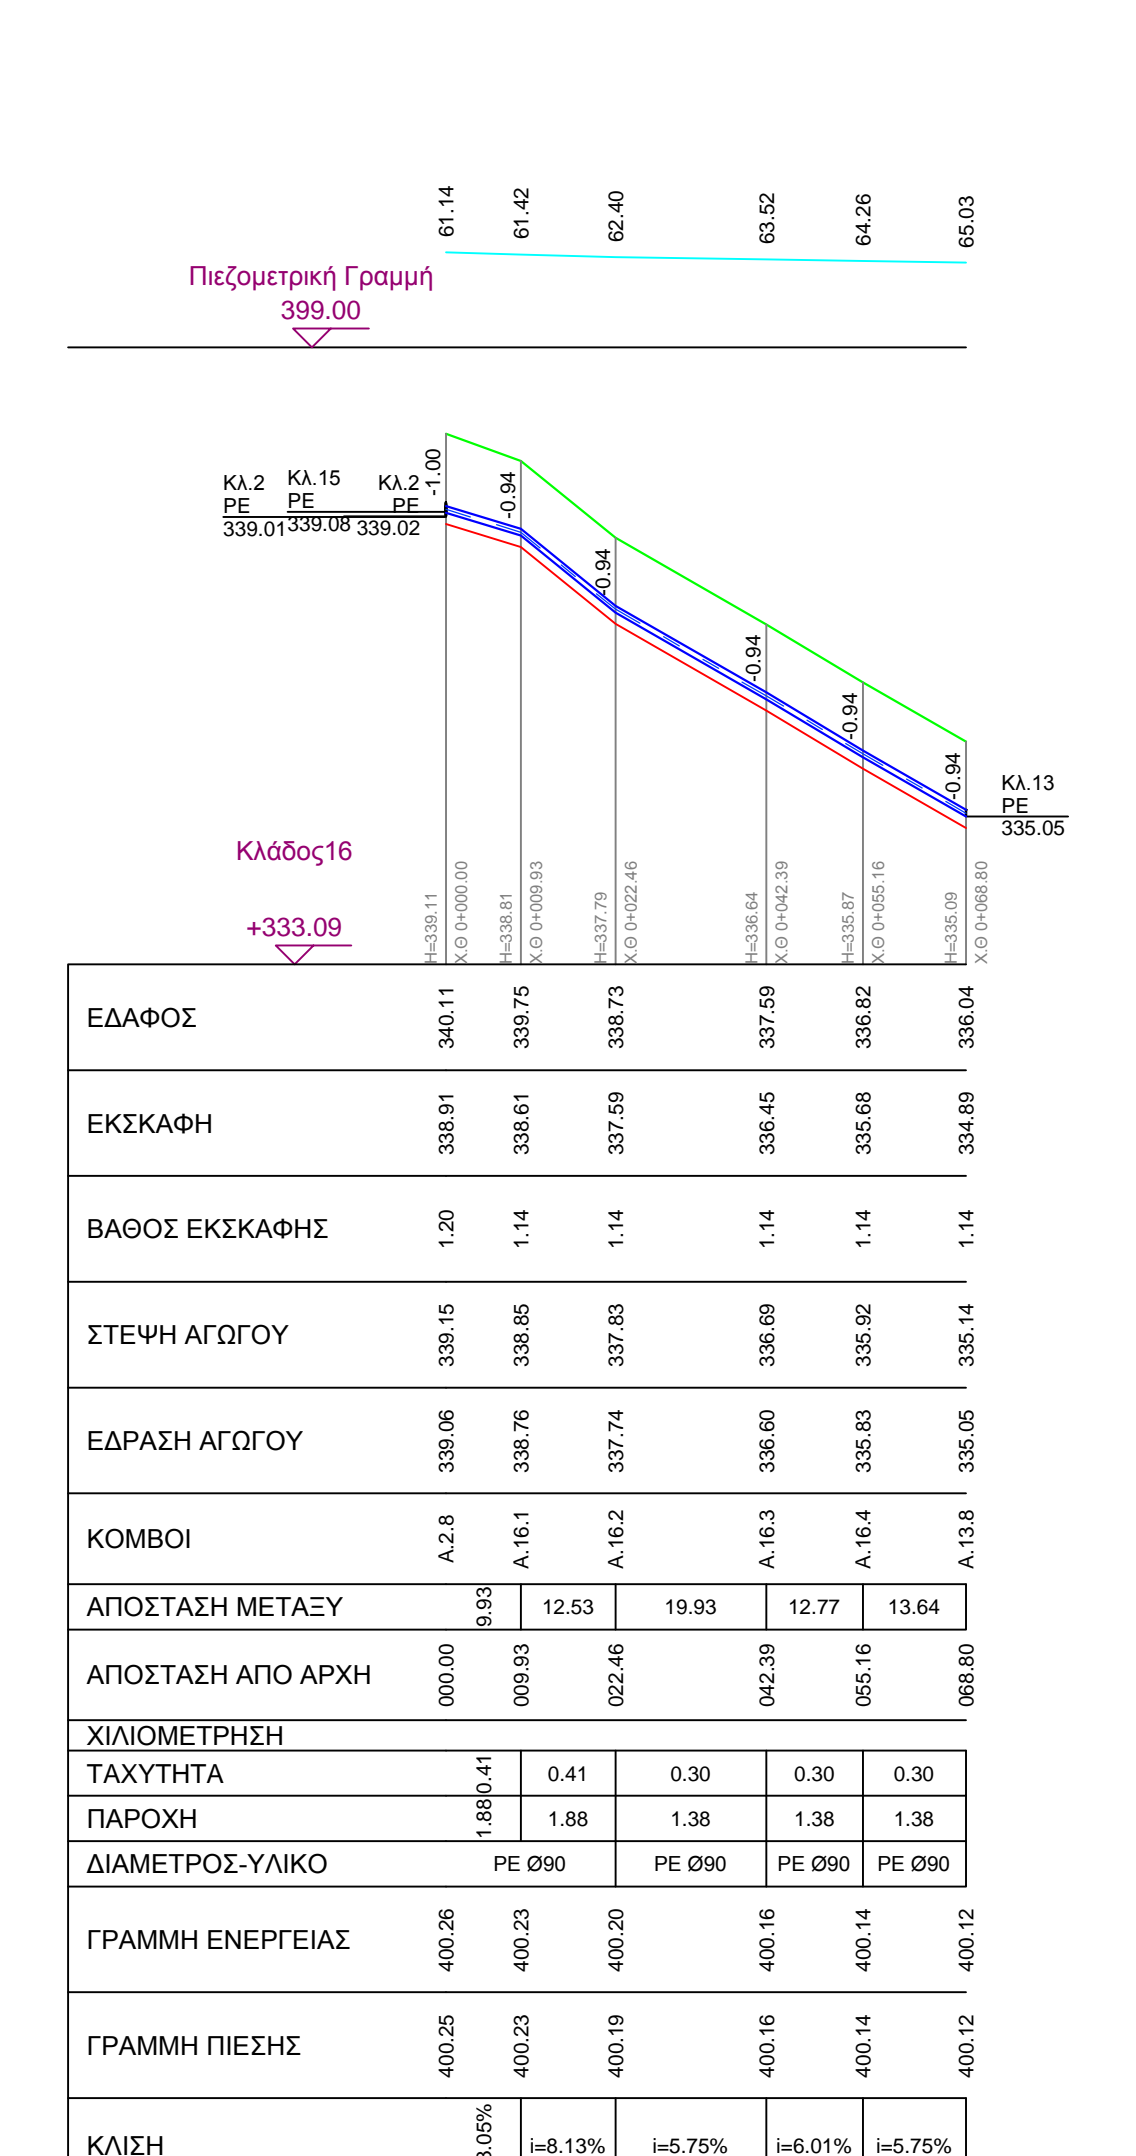 61.14 61.42 62.40 63.52 64.26 65.03
Πιεζομετρική Γραμμή
399.00
Κλ.2
PE
339.01
Κλ.15
PE
339.08
Κλ.2
PE
339.02
-1.00 -0.94 -0.94 -0.94 -0.94 -0.94
Κλ.13
PE
335.05
Κλάδος16
+333.09
H=339.11 Χ.Θ 0+000.00 H=338.81 Χ.Θ 0+009.93 H=337.79 Χ.Θ 0+022.46 H=336.64 Χ.Θ 0+042.39 H=335.87 Χ.Θ 0+055.16 H=335.09 Χ.Θ 0+068.80
ΕΔΑΦΟΣ 340.11 339.75 338.73 337.59 336.82 336.04
ΕΚΣΚΑΦΗ 338.91 338.61 337.59 336.45 335.68 334.89
ΒΑΘΟΣ ΕΚΣΚΑΦΗΣ 1.20 1.14 1.14 1.14 1.14 1.14
ΣΤΕΨΗ ΑΓΩΓΟΥ 339.15 338.85 337.83 336.69 335.92 335.14
ΕΔΡΑΣΗ ΑΓΩΓΟΥ 339.06 338.76 337.74 336.60 335.83 335.05
ΚΟΜΒΟΙ Α.2.8 Α.16.1 Α.16.2 Α.16.3 Α.16.4 Α.13.8
ΑΠΟΣΤΑΣΗ ΜΕΤΑΞΥ 9.93 12.53 19.93 12.77 13.64
ΑΠΟΣΤΑΣΗ ΑΠΟ ΑΡΧΗ 000.00 009.93 022.46 042.39 055.16 068.80
ΧΙΛΙΟΜΕΤΡΗΣΗ
ΤΑΧΥΤΗΤΑ 0.41 0.41 0.30 0.30 0.30
ΠΑΡΟΧΗ 1.88 1.88 1.38 1.38 1.38
ΔΙΑΜΕΤΡΟΣ-ΥΛΙΚΟ PE Ø90 PE Ø90 PE Ø90 PE Ø90
ΓΡΑΜΜΗ ΕΝΕΡΓΕΙΑΣ 400.26 400.23 400.20 400.16 400.14 400.12
ΓΡΑΜΜΗ ΠΙΕΣΗΣ 400.25 400.23 400.19 400.16 400.14 400.12
ΚΛΙΣΗ i=8.13% i=5.75% i=6.01% i=5.75%